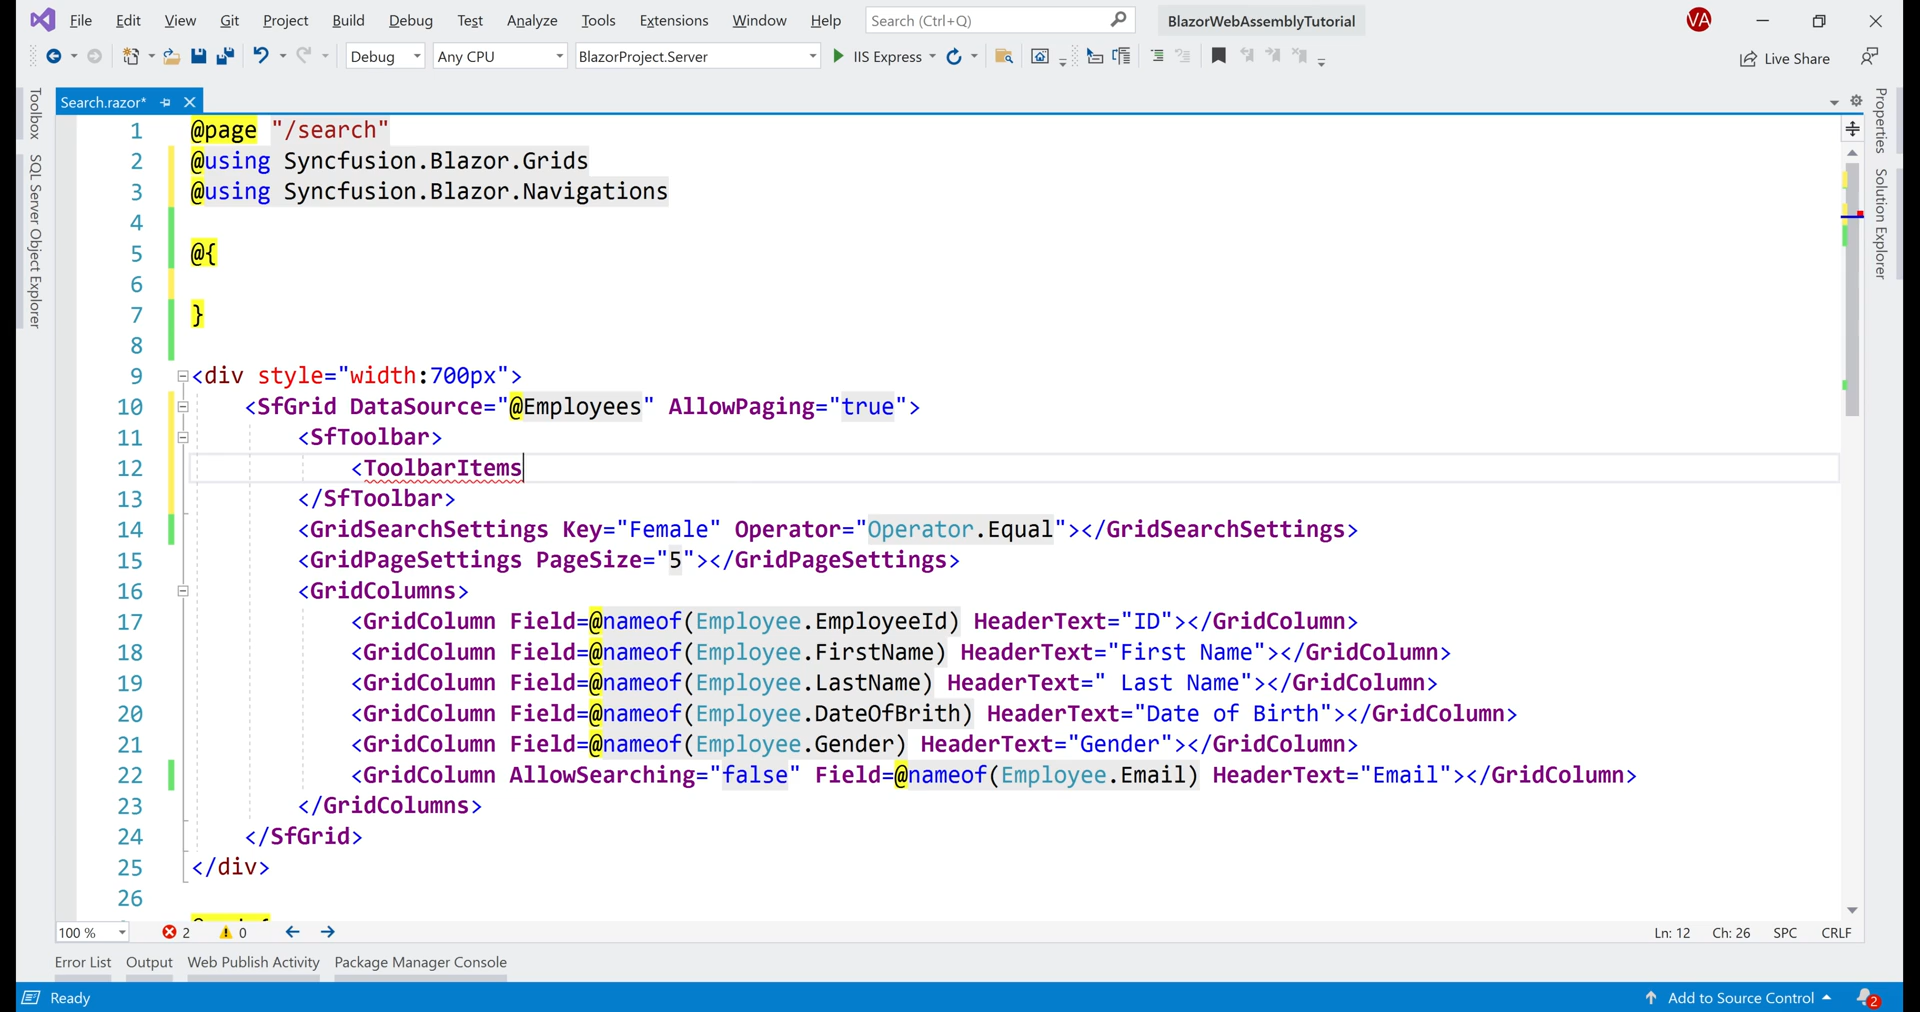 File Edit View Git Project Build Debug Test Analyze Tools Extensions Window Help Search (Ctrl+Q) BlazorWebAssemblyTutorial VA
Debug Any CPU BlazorProject.Server IIS Express Live Share
Search.razor*
Toolbox
SQL Server Object Explorer
Properties
Solution Explorer
1 @page "/search"
2 @using Syncfusion.Blazor.Grids
3 @using Syncfusion.Blazor.Navigations
4
5 @{
6
7 }
8
9 <div style="width:700px">
10 <SfGrid DataSource="@Employees" AllowPaging="true">
11 <SfToolbar>
12 <ToolbarItems
13 </SfToolbar>
14 <GridSearchSettings Key="Female" Operator="Operator.Equal"></GridSearchSettings>
15 <GridPageSettings PageSize="5"></GridPageSettings>
16 <GridColumns>
17 <GridColumn Field=@nameof(Employee.EmployeeId) HeaderText="ID"></GridColumn>
18 <GridColumn Field=@nameof(Employee.FirstName) HeaderText="First Name"></GridColumn>
19 <GridColumn Field=@nameof(Employee.LastName) HeaderText=" Last Name"></GridColumn>
20 <GridColumn Field=@nameof(Employee.DateOfBrith) HeaderText="Date of Birth"></GridColumn>
21 <GridColumn Field=@nameof(Employee.Gender) HeaderText="Gender"></GridColumn>
22 <GridColumn AllowSearching="false" Field=@nameof(Employee.Email) HeaderText="Email"></GridColumn>
23 </GridColumns>
24 </SfGrid>
25 </div>
26
100 % 2 0 Ln: 12 Ch: 26 SPC CRLF
Error List Output Web Publish Activity Package Manager Console
Ready Add to Source Control 2